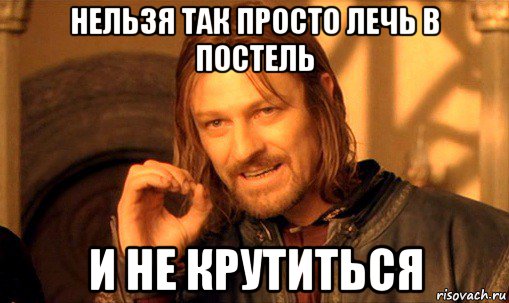 НЕЛЬЗЯ ТАК ПРОСТО ЛЕЧЬ В
ПОСТЕЛЬ
И НЕ КРУТИТЬСЯ
risovach.ru